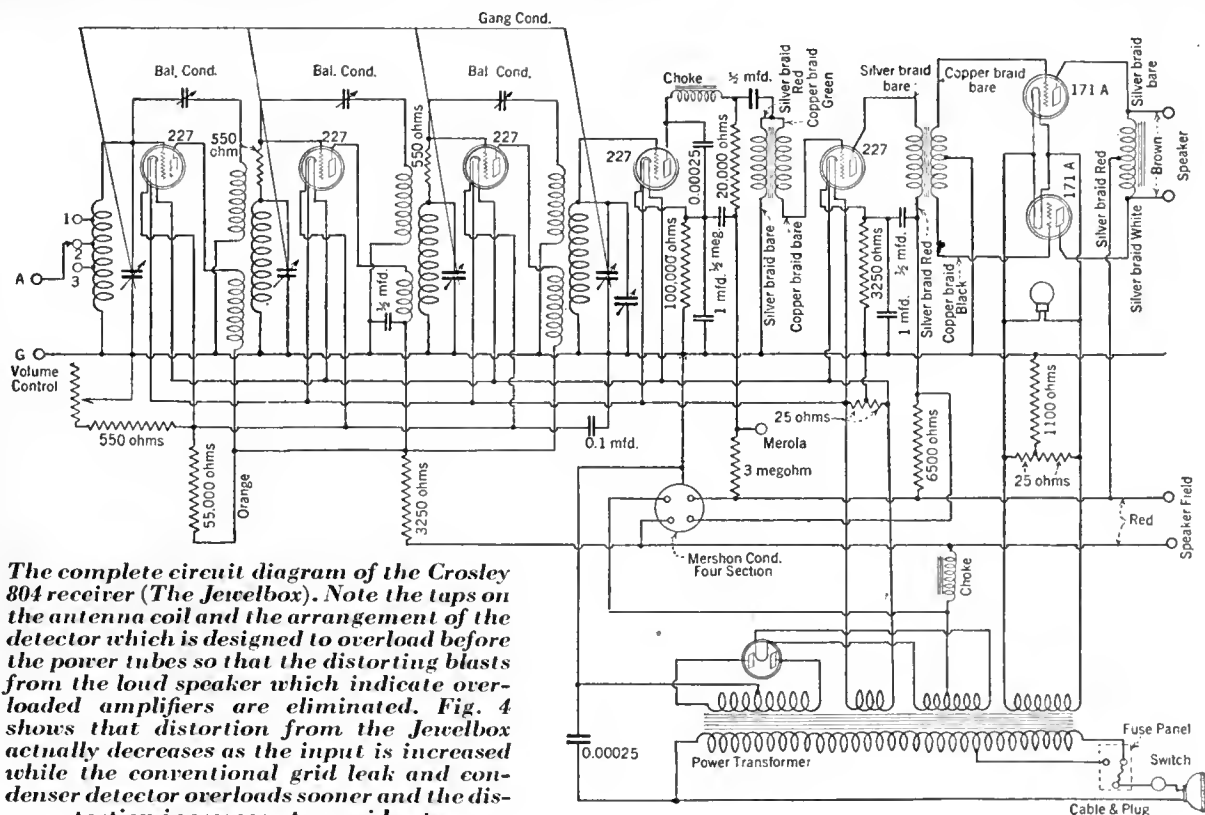 Gang Cond.
Bal. Cond.
Bal. Cond.
Bal. Cond.
Choke
½ mfd.
Silver braid
Red
Copper braid
Green
Silver braid
bare
Copper braid
bare
171 A
Silver braid
bare
227
550
ohm
227
550 ohms
227
227
0.00025
20,000 ohms
227
Silver braid Red
171 A
Brown
Speaker
1
2
3
A
½
mfd.
100,000 ohms
1 mfd.
½ meg.
Silver braid bare
Copper braid bare
3250 ohms
½ mfd.
1 mfd.
Silver braid Red
Copper braid
Black
Silver braid White
G
Volume
Control
550 ohms
0.1 mfd.
25 ohms
Merola
1100 ohms
55,000 ohms
Orange
3250 ohms
3 megohm
6500 ohms
25 ohms
Mershon Cond.
Four Section
Red
Speaker Field
Choke
The complete circuit diagram of the Crosley
804 receiver (The Jewelbox). Note the taps on
the antenna coil and the arrangement of the
detector which is designed to overload before
the power tubes so that the distorting blasts
from the loud speaker which indicate over-
loaded amplifiers are eliminated. Fig. 4
shows that distortion from the Jewelbox
actually decreases as the input is increased
while the conventional grid leak and con-
denser detector overloads sooner and the dis-
0.00025
Power Transformer
Fuse Panel
Switch
Cable & Plug